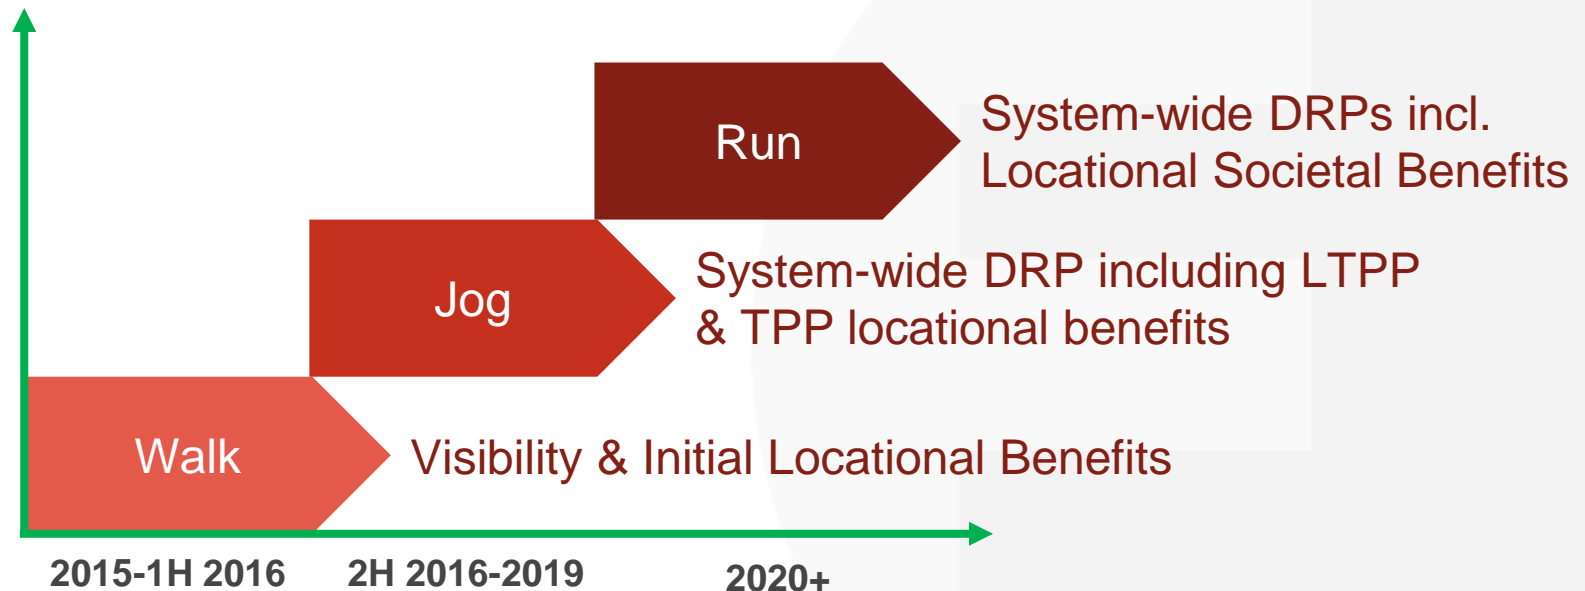 Run
System-wide DRPs incl.
Locational Societal Benefits
Jog
System-wide DRP including LTPP
& TPP locational benefits
Walk
Visibility & Initial Locational Benefits
2015-1H 2016
2H 2016-2019
2020+